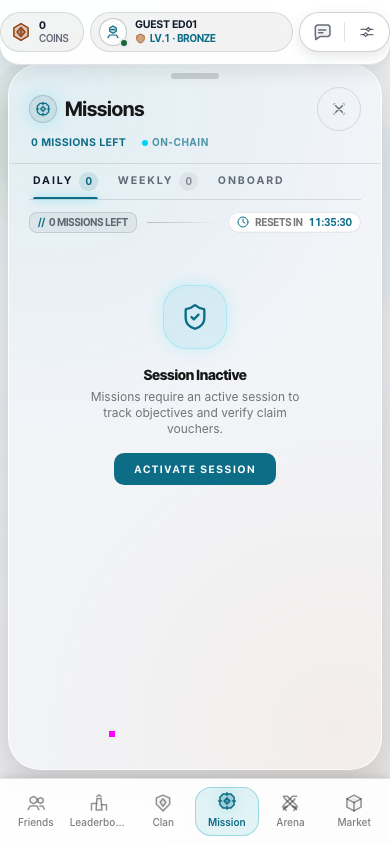 0
COINS
GUEST ED01
LV.1 · BRONZE
Missions
0 MISSIONS LEFT
ON-CHAIN
DAILY 0 WEEKLY 0 ONBOARD
// 0 MISSIONS LEFT
RESETS IN 11:35:30
Session Inactive
Missions require an active session to
track objectives and verify claim
vouchers.
ACTIVATE SESSION
Friends Leaderbo... Clan Mission Arena Market